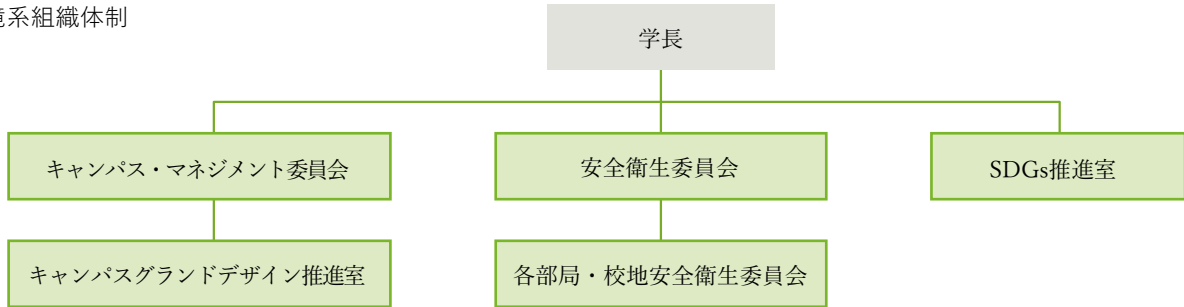 境系組織体制
学長
キャンパス・マネジメント委員会
安全衛生委員会
SDGs推進室
キャンパスグランドデザイン推進室
各部局・校地安全衛生委員会